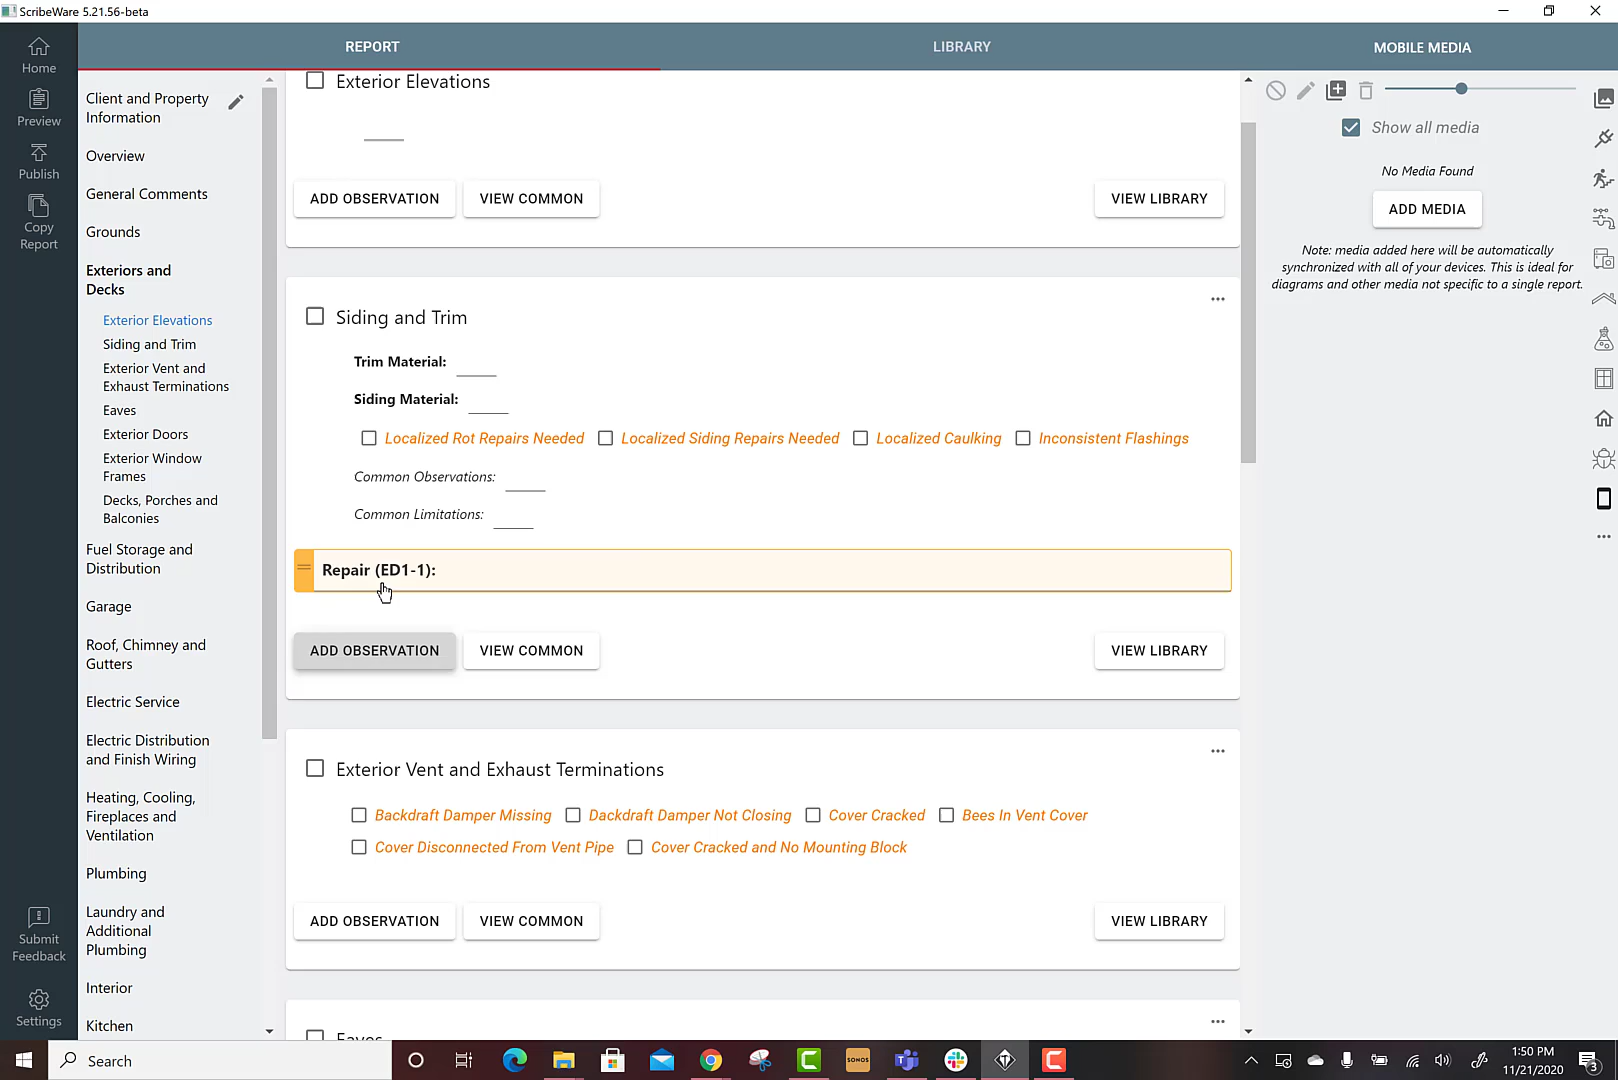 ScribeWare 5.21.56-beta
Home
Preview
Publish
Copy
Report
Submit
Feedback
Settings
REPORT
LIBRARY
MOBILE MEDIA
Client and Property
Information
Overview
General Comments
Grounds
Exteriors and
Decks
Exterior Elevations
Siding and Trim
Exterior Vent and
Exhaust Terminations
Eaves
Exterior Doors
Exterior Window
Frames
Decks, Porches and
Balconies
Fuel Storage and
Distribution
Garage
Roof, Chimney and
Gutters
Electric Service
Electric Distribution
and Finish Wiring
Heating, Cooling,
Fireplaces and
Ventilation
Plumbing
Laundry and
Additional
Plumbing
Interior
Kitchen
Exterior Elevations
ADD OBSERVATION VIEW COMMON VIEW LIBRARY
Siding and Trim
Trim Material:
Siding Material:
Localized Rot Repairs Needed Localized Siding Repairs Needed Localized Caulking Inconsistent Flashings
Common Observations:
Common Limitations:
Repair (ED1-1):
ADD OBSERVATION VIEW COMMON VIEW LIBRARY
Exterior Vent and Exhaust Terminations
Backdraft Damper Missing Dackdraft Damper Not Closing Cover Cracked Bees In Vent Cover
Cover Disconnected From Vent Pipe Cover Cracked and No Mounting Block
ADD OBSERVATION VIEW COMMON VIEW LIBRARY
Eaves
Show all media
No Media Found
ADD MEDIA
Note: media added here will be automatically
synchronized with all of your devices. This is ideal for
diagrams and other media not specific to a single report.
Search
SONOS
1:50 PM
11/21/2020
3